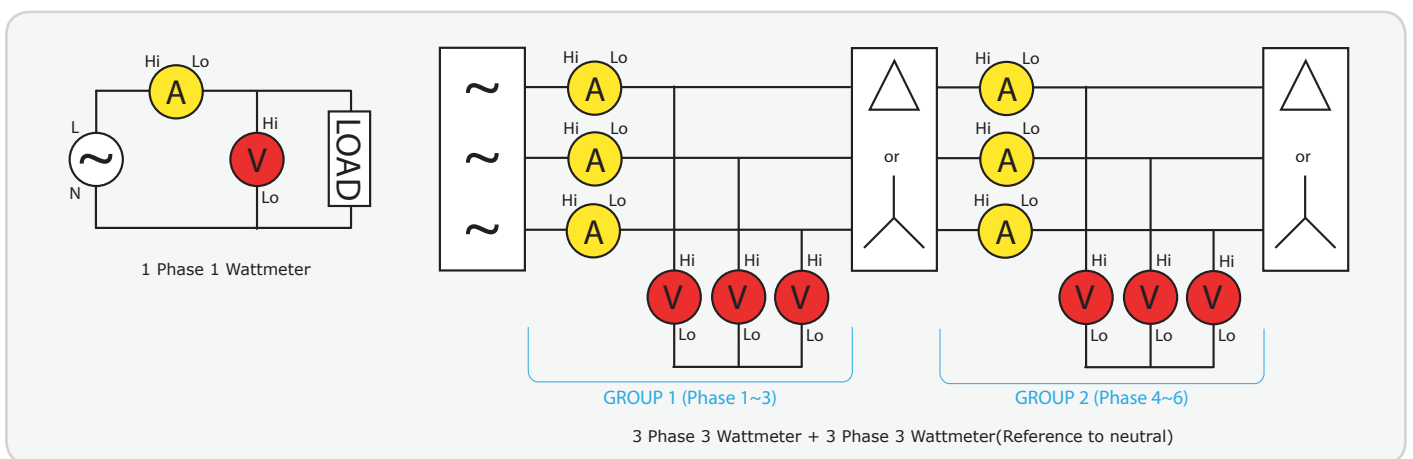 Hi Lo
A
L
N
Hi
V
Lo
LOAD
1 Phase 1 Wattmeter
~
~
~
~
Hi Lo
A
Hi Lo
A
Hi Lo
A
Hi Hi Hi
V V V
Lo Lo Lo
or
GROUP 1 (Phase 1~3)
Hi Lo
A
Hi Lo
A
Hi Lo
A
Hi Hi Hi
V V V
Lo Lo Lo
or
GROUP 2 (Phase 4~6)
3 Phase 3 Wattmeter + 3 Phase 3 Wattmeter(Reference to neutral)